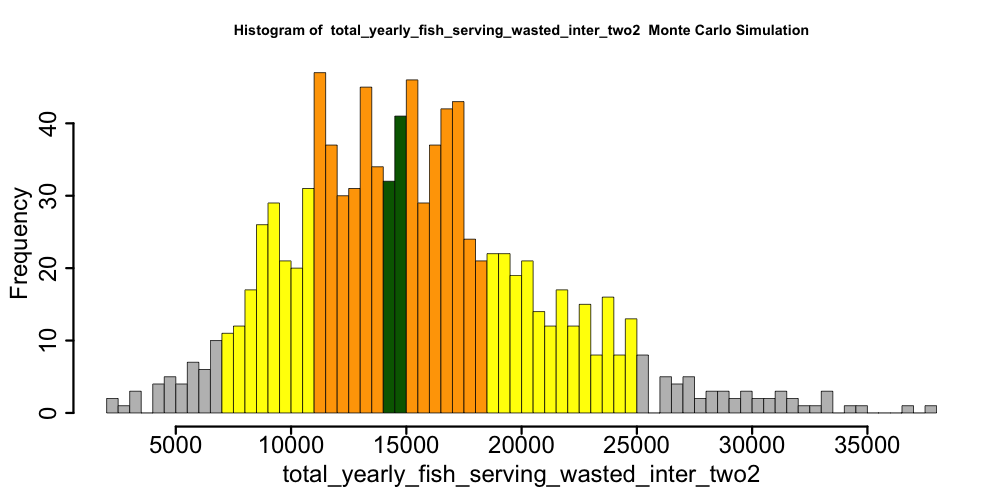 Histogram of  total_yearly_fish_serving_wasted_inter_two2  Monte Carlo Simulation
Frequency
40
30
20
10
0
5000 10000 15000 20000 25000 30000 35000
total_yearly_fish_serving_wasted_inter_two2